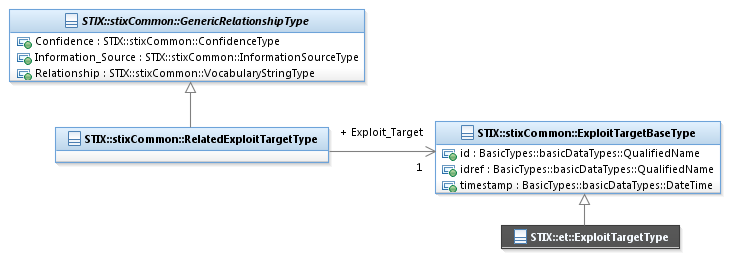 STIX::stixCommon::GenericRelationshipType
Confidence : STIX::stixCommon::ConfidenceType
Information_Source : STIX::stixCommon::InformationSourceType
Relationship : STIX::stixCommon::VocabularyStringType
STIX::stixCommon::RelatedExploitTargetType
+ Exploit_Target
1
STIX::stixCommon::ExploitTargetBaseType
id : BasicTypes::basicDataTypes::QualifiedName
idref : BasicTypes::basicDataTypes::QualifiedName
timestamp : BasicTypes::basicDataTypes::DateTime
STIX::et::ExploitTargetType